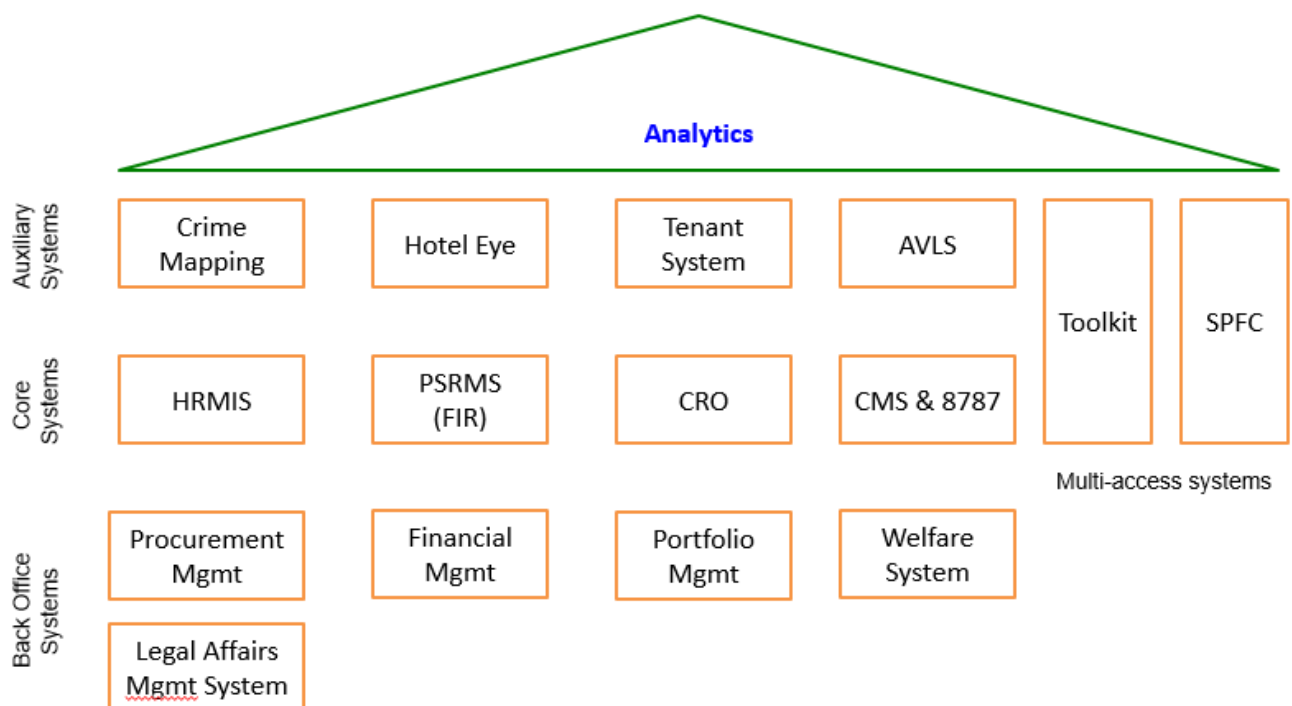 Analytics
Auxiliary
Systems
Crime
Mapping
Hotel Eye
Tenant
System
AVLS
Toolkit
SPFC
Core
Systems
HRMIS
PSRMS
(FIR)
CRO
CMS & 8787
Multi-access systems
Back Office
Systems
Procurement
Mgmt
Financial
Mgmt
Portfolio
Mgmt
Welfare
System
Legal Affairs
Mgmt System